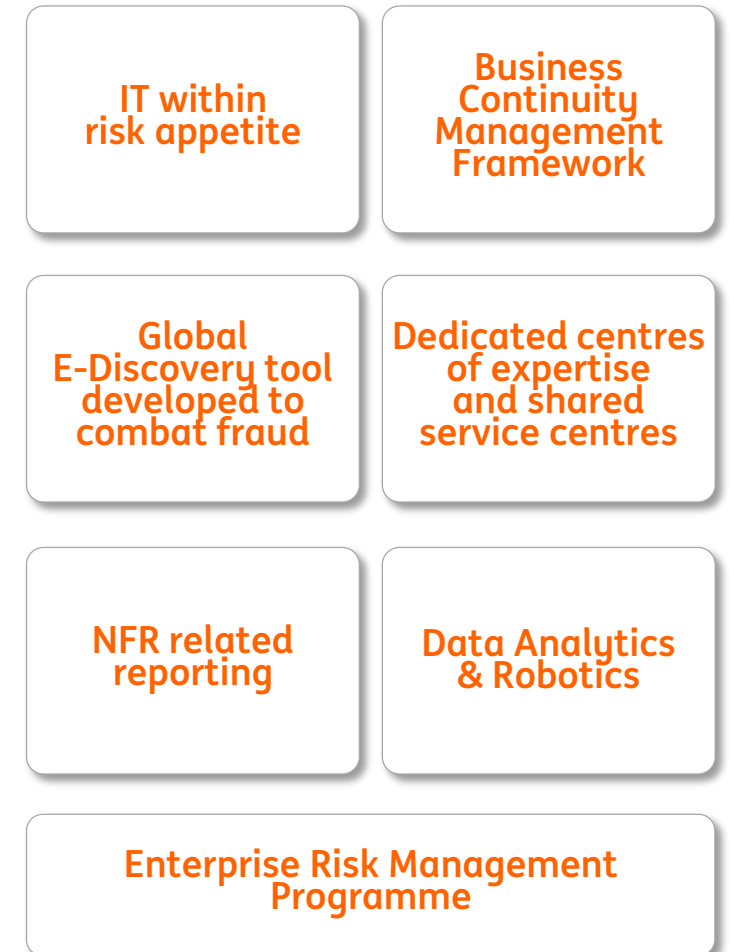 IT within
risk appetite
Business
Continuity
Management
Framework
Global
E-Discovery tool
developed to
combat fraud
Dedicated centres
of expertise
and shared
service centres
NFR related
reporting
Data Analytics
& Robotics
Enterprise Risk Management
Programme